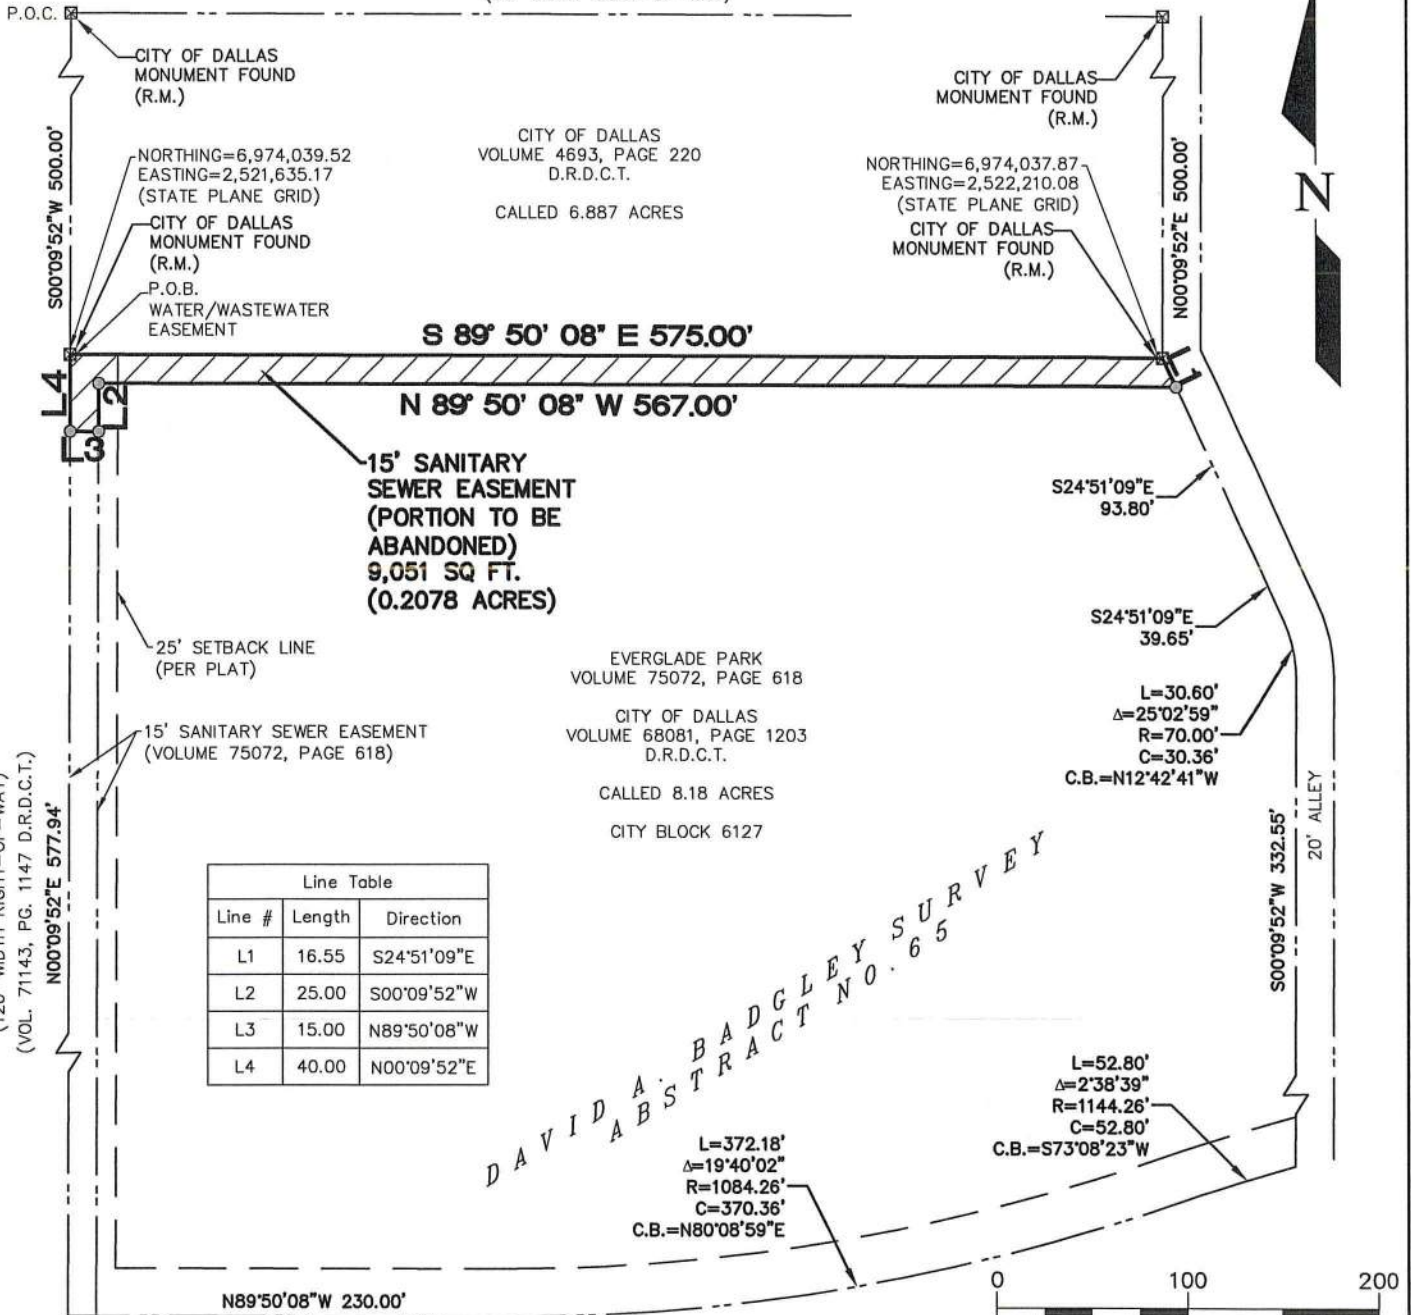 P.O.C.
CITY OF DALLAS
MONUMENT FOUND
(R.M.)
CITY OF DALLAS
MONUMENT FOUND
(R.M.)
S00°09'52"W 500.00'
NORTHING=6,974,039.52
EASTING=2,521,635.17
(STATE PLANE GRID)
CITY OF DALLAS
MONUMENT FOUND
(R.M.)
P.O.B.
WATER/WASTEWATER
EASEMENT
CITY OF DALLAS
VOLUME 4693, PAGE 220
D.R.D.C.T.
CALLED 6.887 ACRES
NORTHING=6,974,037.87
EASTING=2,522,210.08
(STATE PLANE GRID)
CITY OF DALLAS
MONUMENT FOUND
(R.M.)
N00°09'52"E 500.00'
N
S 89° 50' 08" E 575.00'
L4
L2
L3
L1
N 89° 50' 08" W 567.00'
15' SANITARY
SEWER EASEMENT
(PORTION TO BE
ABANDONED)
9,051 SQ FT.
(0.2078 ACRES)
S24°51'09"E
93.80'
S24°51'09"E
39.65'
25' SETBACK LINE
(PER PLAT)
15' SANITARY SEWER EASEMENT
(VOLUME 75072, PAGE 618)
EVERGLADE PARK
VOLUME 75072, PAGE 618
CITY OF DALLAS
VOLUME 68081, PAGE 1203
D.R.D.C.T.
CALLED 8.18 ACRES
CITY BLOCK 6127
L=30.60'
Δ=25°02'59"
R=70.00'
C=30.36'
C.B.=N12°42'41"W
(VOL. 71143, PG. 1147 D.R.D.C.T.)
N00°09'52"E 577.94'
S00°09'52"W 332.55'
20' ALLEY
Line Table
Line # Length Direction
L1 16.55 S24°51'09"E
L2 25.00 S00°09'52"W
L3 15.00 N89°50'08"W
L4 40.00 N00°09'52"E
DAVID A. BADGLEY SURVEY
ABSTRACT NO. 65
L=372.18'
Δ=19°40'02"
R=1084.26'
C=370.36'
C.B.=N80°08'59"E
L=52.80'
Δ=2°38'39"
R=1144.26'
C=52.80'
C.B.=S73°08'23"W
N89°50'08"W 230.00'
0 100 200